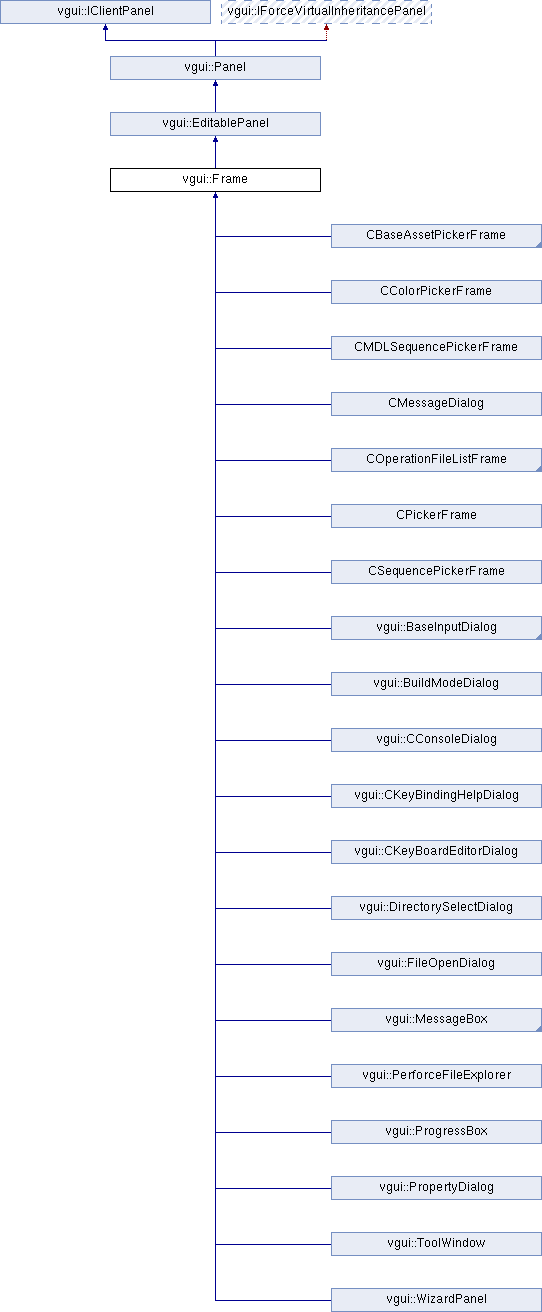 vgui::IClientPanel
vgui::IForceVirtualInheritancePanel
vgui::Panel
vgui::EditablePanel
vgui::Frame
CBaseAssetPickerFrame
CColorPickerFrame
CMDLSequencePickerFrame
CMessageDialog
COperationFileListFrame
CPickerFrame
CSequencePickerFrame
vgui::BaseInputDialog
vgui::BuildModeDialog
vgui::CConsoleDialog
vgui::CKeyBindingHelpDialog
vgui::CKeyBoardEditorDialog
vgui::DirectorySelectDialog
vgui::FileOpenDialog
vgui::MessageBox
vgui::PerforceFileExplorer
vgui::ProgressBox
vgui::PropertyDialog
vgui::ToolWindow
vgui::WizardPanel